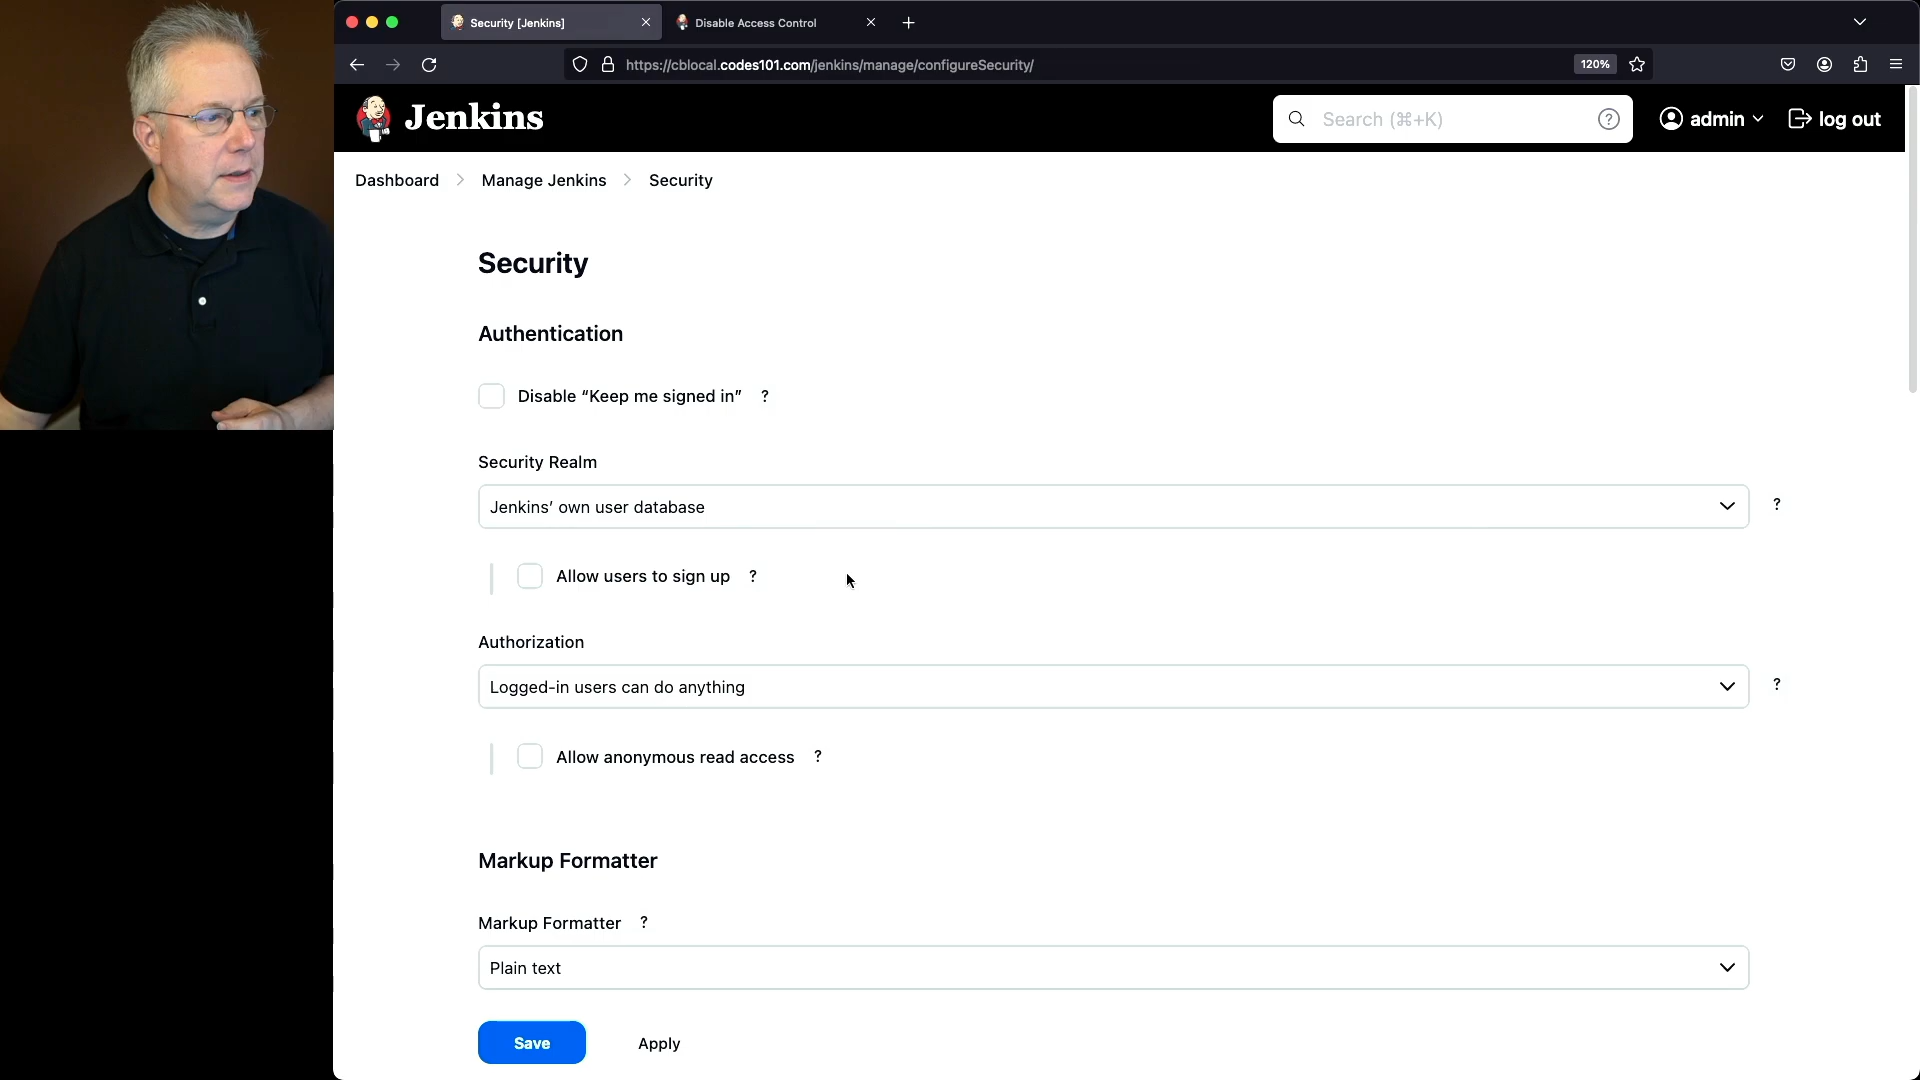 Security [Jenkins]
Disable Access Control
https://cblocal.codes101.com/jenkins/manage/configureSecurity/
120%
Jenkins
Search (⌘+K)
?
admin
log out
Dashboard
Manage Jenkins
Security
Security
Authentication
Disable “Keep me signed in” ?
Security Realm
Jenkins’ own user database
?
Allow users to sign up ?
Authorization
Logged-in users can do anything
?
Allow anonymous read access ?
Markup Formatter
Markup Formatter ?
Plain text
Save
Apply